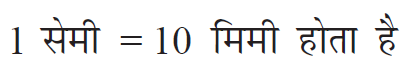 1 सेमी = 10 मिमी होता है